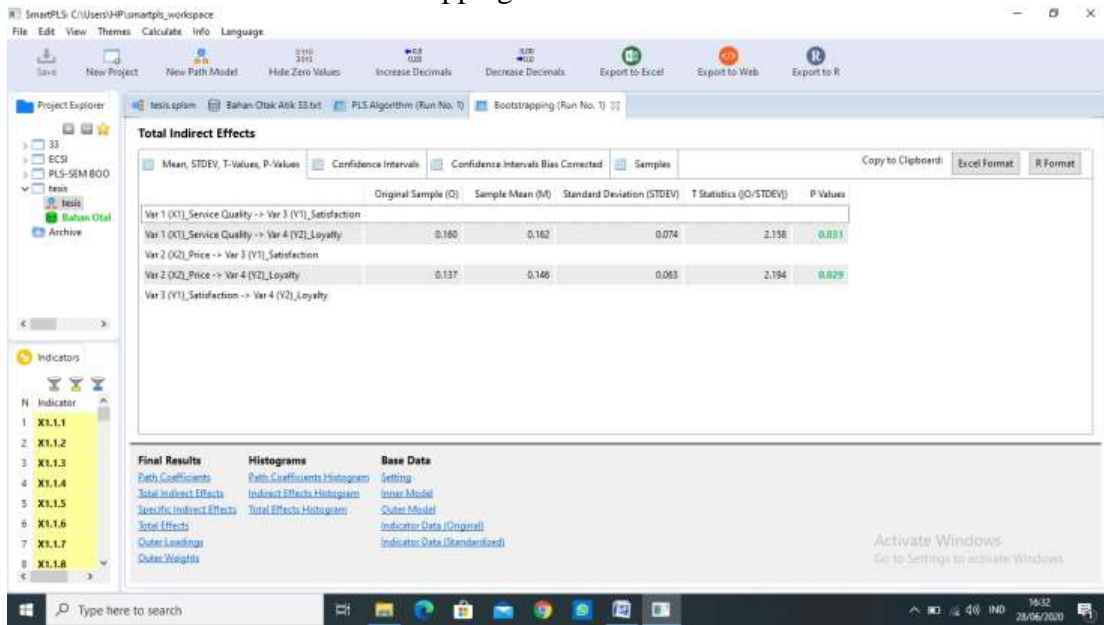 pping
SmartPLS: C:\Users\HP\smartpls_workspace
File Edit View Themes Calculate Info Language
Save New Project New Path Model Hide Zero Values Increase Decimals Decrease Decimals Export to Excel Export to Web Export to R
Project Explorer
33
ECSI
PLS-SEM BOO
tesis
tesis
Bahan Otal
Archive
tesis.splsm Bahan Otak Atik 33.txt PLS Algorithm (Run No. 1) Bootstrapping (Run No. 1)
Total Indirect Effects
Mean, STDEV, T-Values, P-Values Confidence Intervals Confidence Intervals Bias Corrected Samples Copy to Clipboard: Excel Format R Format
Original Sample (O) Sample Mean (M) Standard Deviation (STDEV) T Statistics (|O/STDEV|) P Values
Var 1 (X1)_Service Quality -> Var 3 (Y1)_Satisfaction
Var 1 (X1)_Service Quality -> Var 4 (Y2)_Loyalty 0.160 0.162 0.074 2.158 0.031
Var 2 (X2)_Price -> Var 3 (Y1)_Satisfaction
Var 2 (X2)_Price -> Var 4 (Y2)_Loyalty 0.137 0.146 0.063 2.194 0.029
Var 3 (Y1)_Satisfaction -> Var 4 (Y2)_Loyalty
Indicators
N Indicator
1 X1.1.1
2 X1.1.2
3 X1.1.3
4 X1.1.4
5 X1.1.5
6 X1.1.6
7 X1.1.7
8 X1.1.8
Final Results Histograms Base Data
Path Coefficients Path Coefficients Histogram Setting
Total Indirect Effects Indirect Effects Histogram Inner Model
Specific Indirect Effects Total Effects Histogram Outer Model
Total Effects Indicator Data (Original)
Outer Loadings Indicator Data (Standardized)
Outer Weights
Activate Windows
Go to Settings to activate Windows.
Type here to search
IND 16:32
28/06/2020